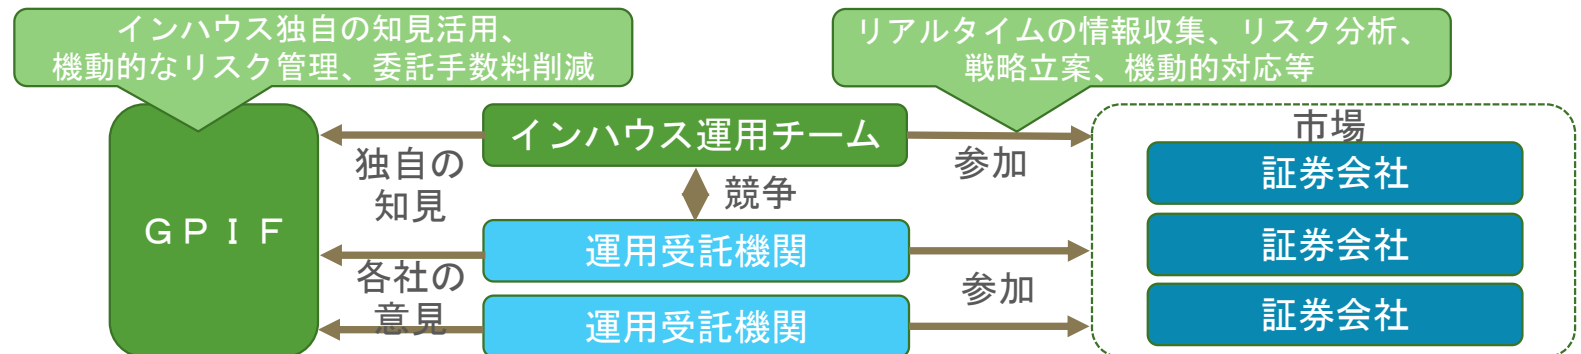 インハウス独自の知見活用、
機動的なリスク管理、委託手数料削減
リアルタイムの情報収集、リスク分析、
戦略立案、機動的対応等
ＧＰＩＦ
インハウス運用チーム
独自の
知見
参加
競争
運用受託機関
各社の
意見
参加
運用受託機関
市場
証券会社
証券会社
証券会社